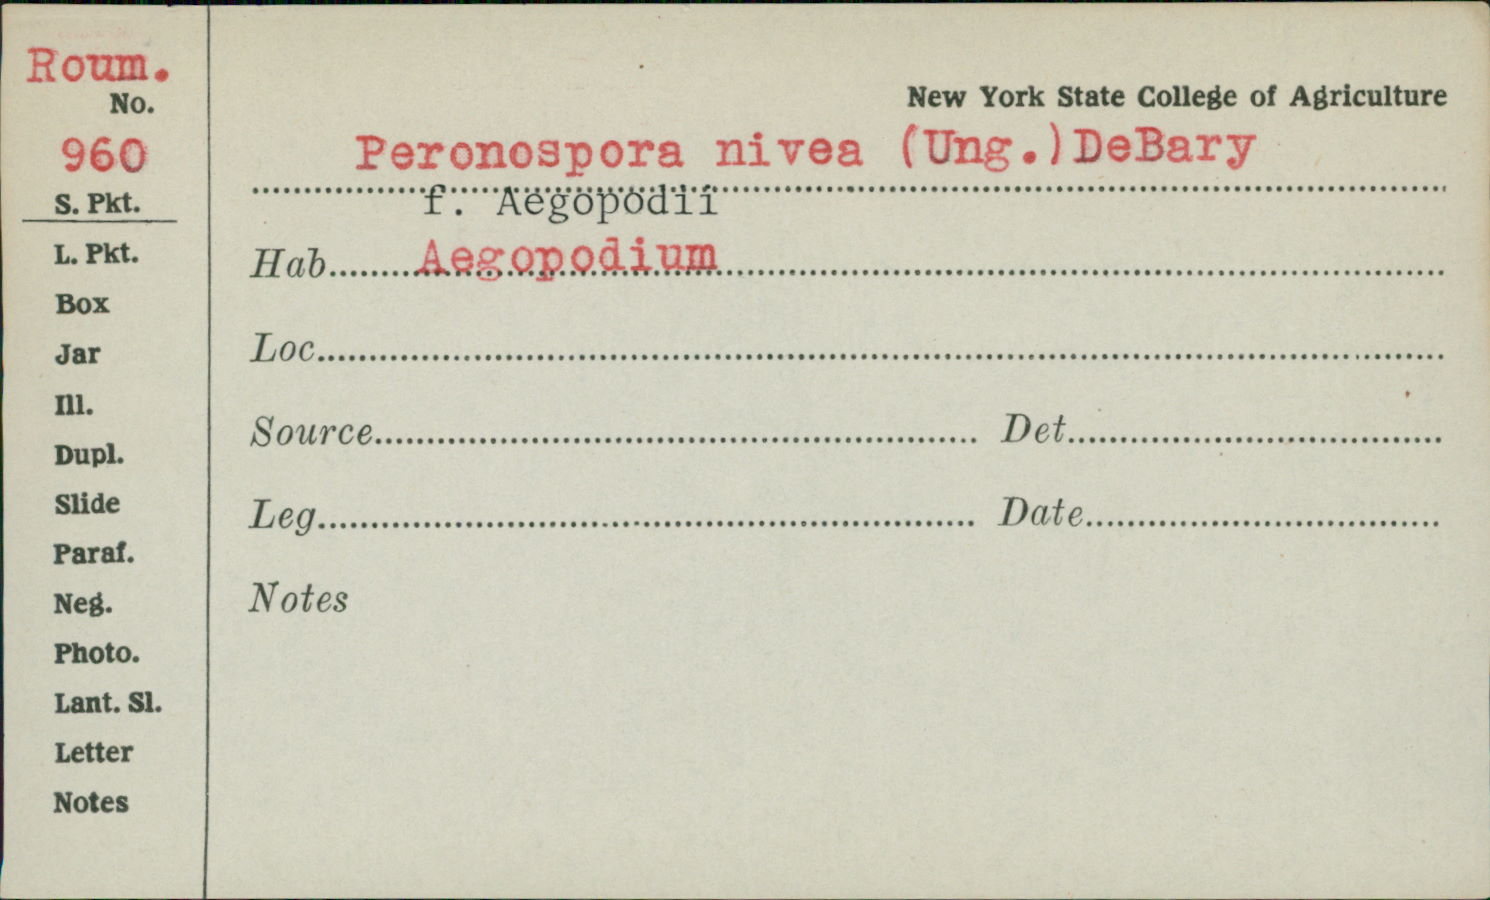 Roum.
No.
960
S. Pkt.
L. Pkt.
Box
Jar
Ill.
Dupl.
Slide
Paraf.
Neg.
Photo.
Lant. Sl.
Letter
Notes
New York State College of Agriculture
Peronospora nivea (Ung.)DeBary
f. Aegopodii
Hab. Aegopodium
Loc.
Source Det.
Leg. Date
Notes